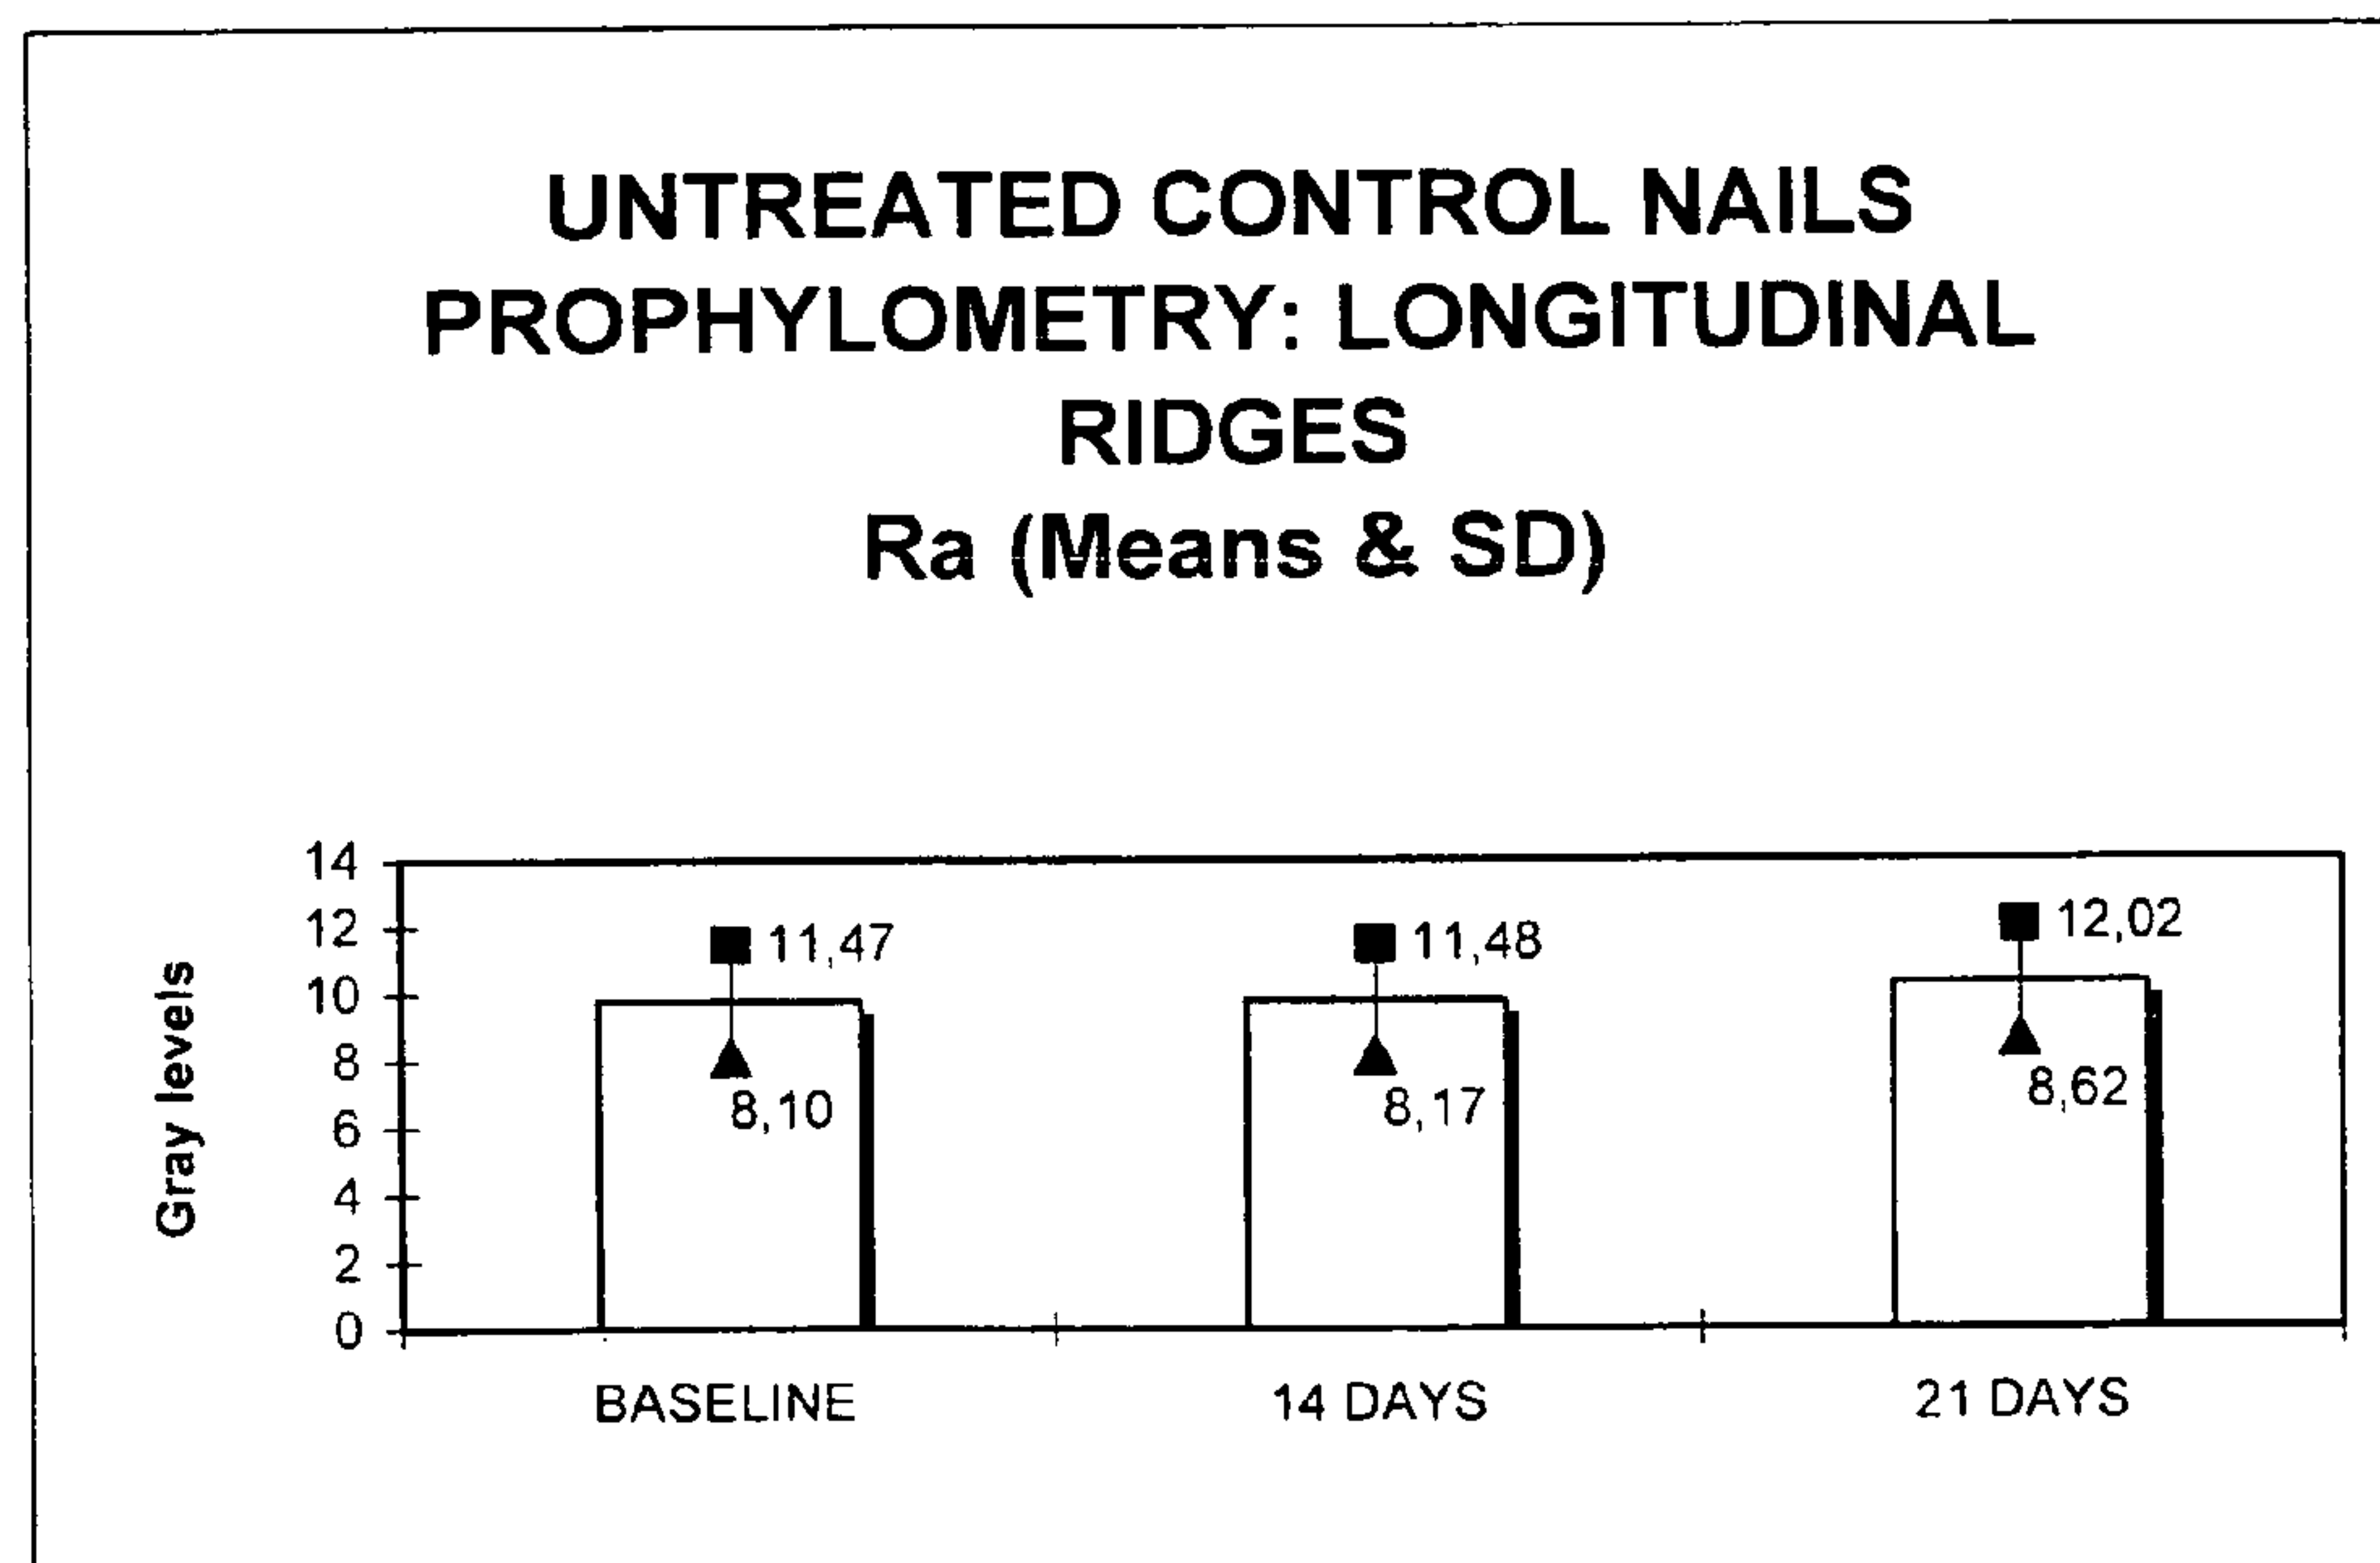 UNTREATED CONTROL NAILS
PROPHYLOMETRY: LONGITUDINAL
RIDGES
Ra (Means & SD)
Gray levels
14
12
10
8
6
4
2
0
11,47
8,10
11,48
8,17
12,02
8,62
BASELINE
14 DAYS
21 DAYS